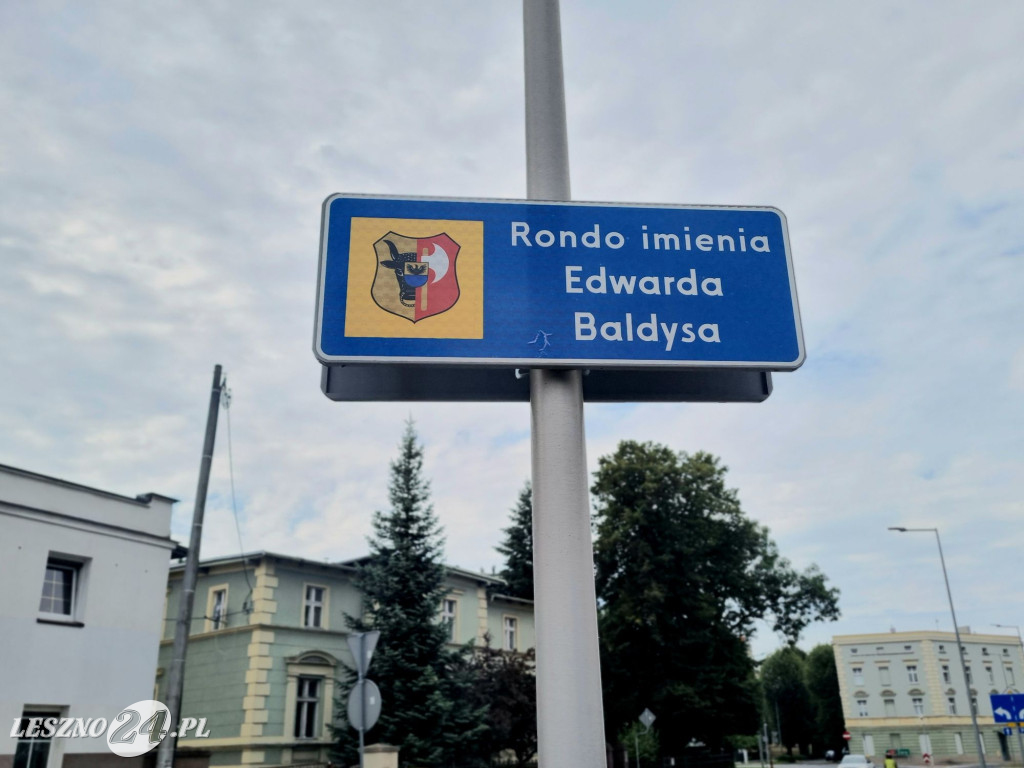 Rondo imienia
Edwarda
Baldysa
LESZNO24.PL